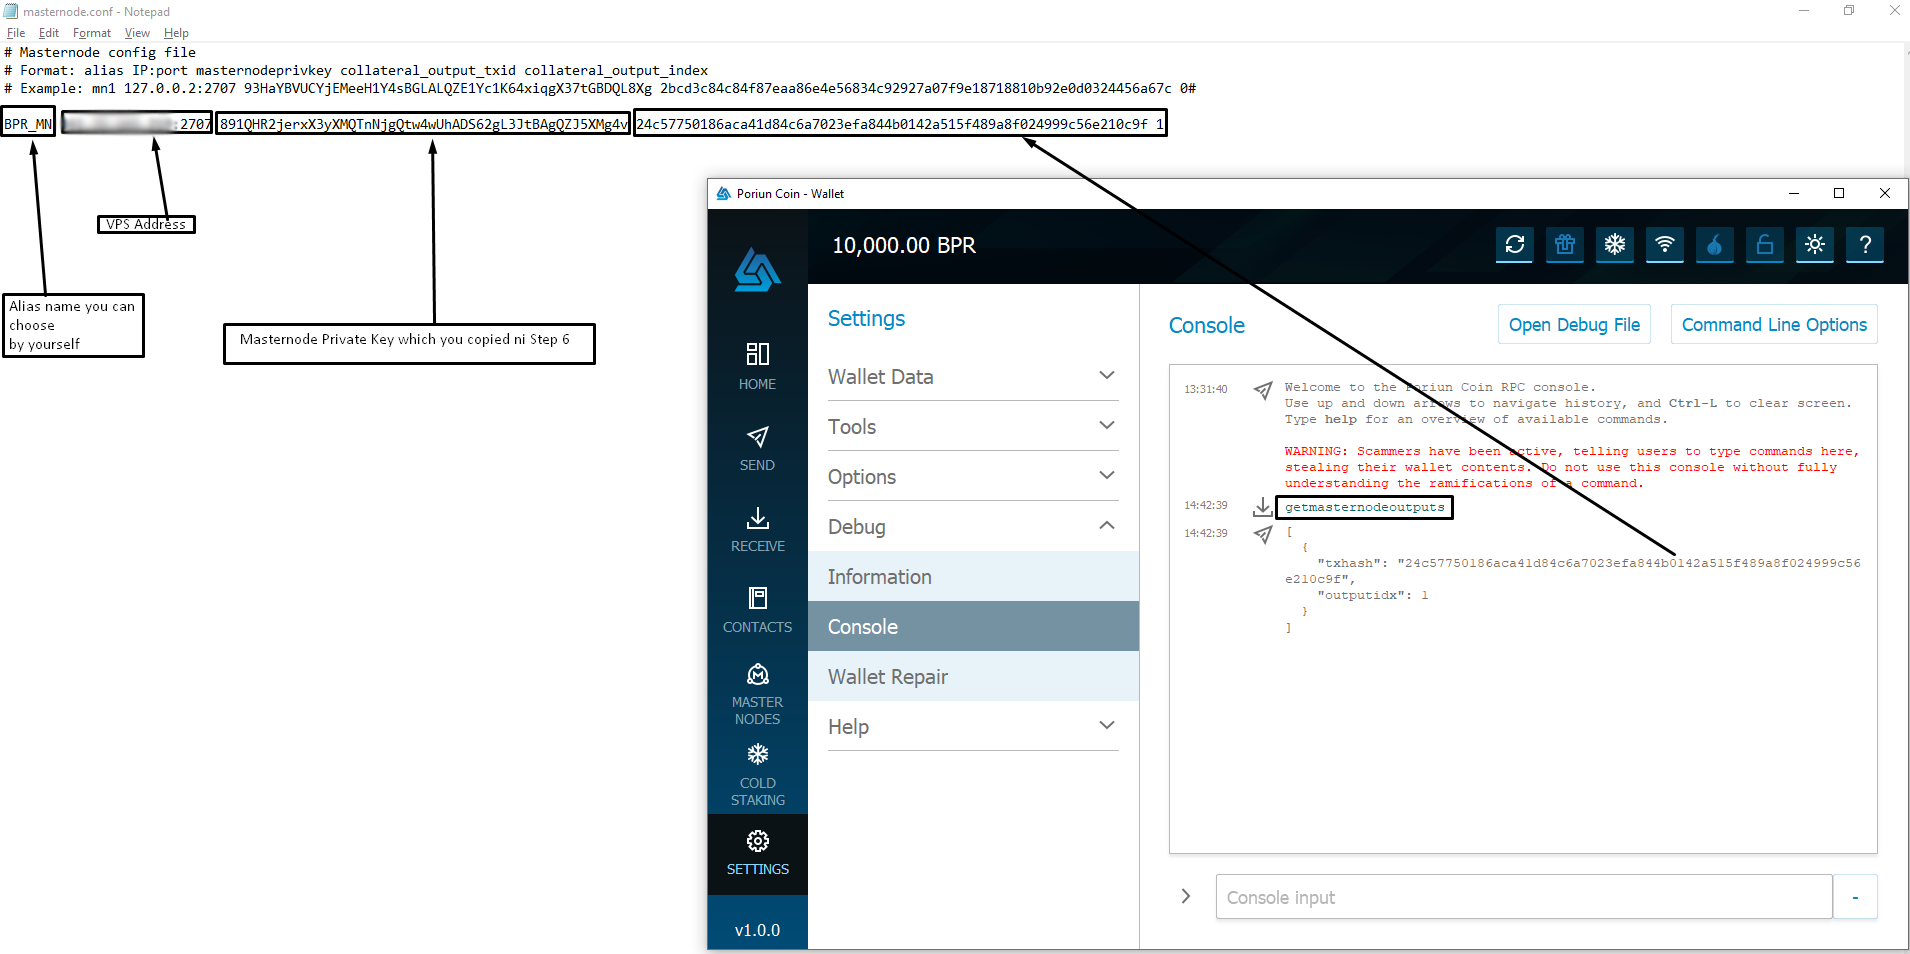 masternode.conf - Notepad
File Edit Format View Help
# Masternode config file
# Format: alias IP:port masternodeprivkey collateral_output_txid collateral_output_index
# Example: mn1 127.0.0.2:2707 93HaYBVUCYjEMeeH1Y4sBGLALQZE1Yc1K64xiqgX37tGBDQL8Xg 2bcd3c84c84f87eaa86e4e56834c92927a07f9e18718810b92e0d0324456a67c 0#
BPR_MN :2707 891QHR2jerxX3yXMQTnNjgQtw4wUhADS62gL3JtBAgQZJ5XMg4v 24c57750186aca41d84c6a7023efa844b0142a515f489a8f024999c56e210c9f 1
VPS Address
Alias name you can
choose
by yourself
Masternode Private Key which you copied ni Step 6
Poriun Coin - Wallet
10,000.00 BPR
HOME
SEND
RECEIVE
CONTACTS
MASTER
NODES
COLD
STAKING
SETTINGS
v1.0.0
Settings
Wallet Data
Tools
Options
Debug
Information
Console
Wallet Repair
Help
Console
Open Debug File
Command Line Options
13:31:40 Welcome to the Poriun Coin RPC console.
Use up and down arrows to navigate history, and Ctrl-L to clear screen.
Type help for an overview of available commands.
WARNING: Scammers have been active, telling users to type commands here,
stealing their wallet contents. Do not use this console without fully
understanding the ramifications of a command.
14:42:39 getmasternodeoutputs
14:42:39 [
{
"txhash": "24c57750186aca41d84c6a7023efa844b0142a515f489a8f024999c56
e210c9f",
"outputidx": 1
}
]
Console input
-